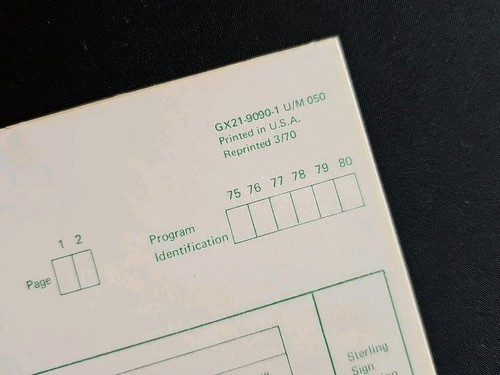 GX21-9090-1 U/M 050
Printed in U.S.A.
Reprinted 3/70
75 76 77 78 79 80
Program
Identification
1 2
Page
Sterling
Sign